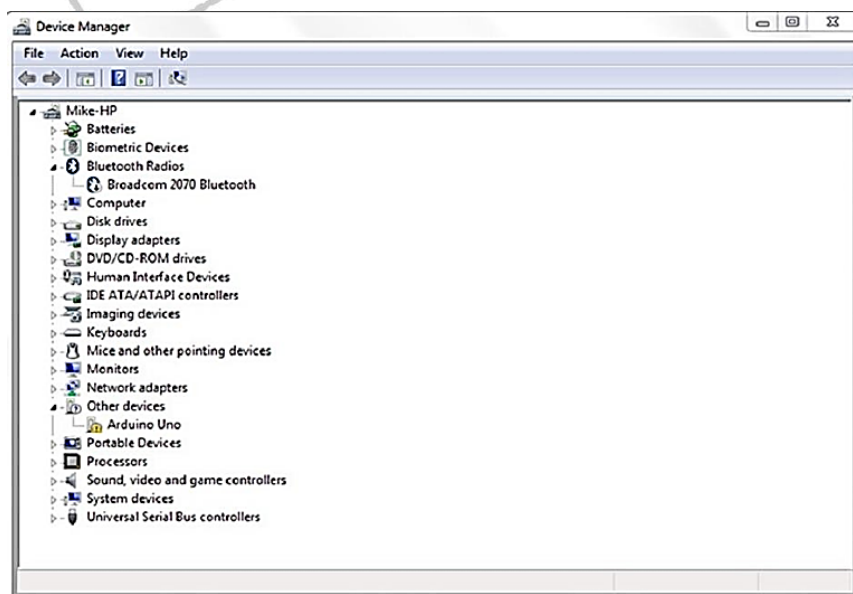 Device Manager
File Action View Help
Mike-HP
Batteries
Biometric Devices
Bluetooth Radios
Broadcom 2070 Bluetooth
Computer
Disk drives
Display adapters
DVD/CD-ROM drives
Human Interface Devices
IDE ATA/ATAPI controllers
Imaging devices
Keyboards
Mice and other pointing devices
Monitors
Network adapters
Other devices
Arduino Uno
Portable Devices
Processors
Sound, video and game controllers
System devices
Universal Serial Bus controllers